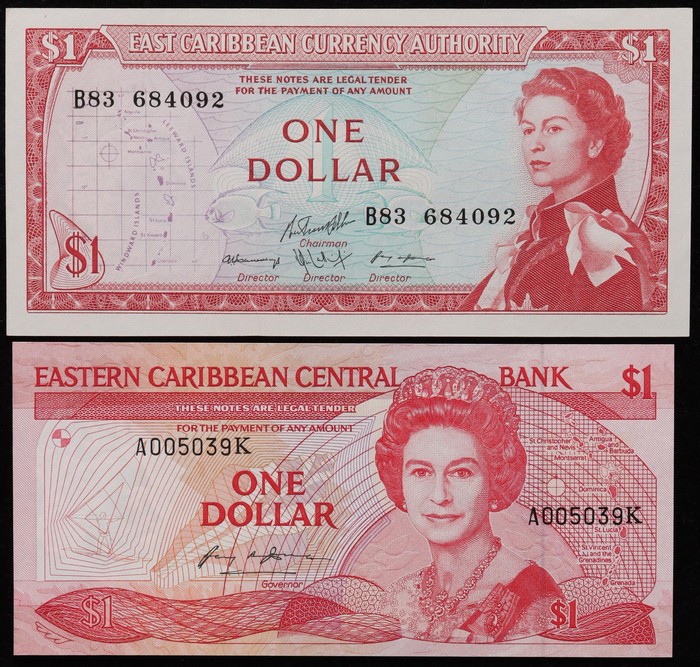 $1 EAST CARIBBEAN CURRENCY AUTHORITY $1
THESE NOTES ARE LEGAL TENDER
FOR THE PAYMENT OF ANY AMOUNT
B83 684092
ONE
DOLLAR
LEEWARD ISLANDS
WINDWARD ISLANDS
B83 684092
Chairman
Director Director Director
$1
EASTERN CARIBBEAN CENTRAL BANK $1
THESE NOTES ARE LEGAL TENDER
FOR THE PAYMENT OF ANY AMOUNT
A005039K
ONE
DOLLAR
St Christopher
and Nevis
Antigua
and
Barbuda
Montserrat
Dominica
A005039K
St Lucia
St Vincent
and the
Grenadines
Grenada
Governor
$1 $1